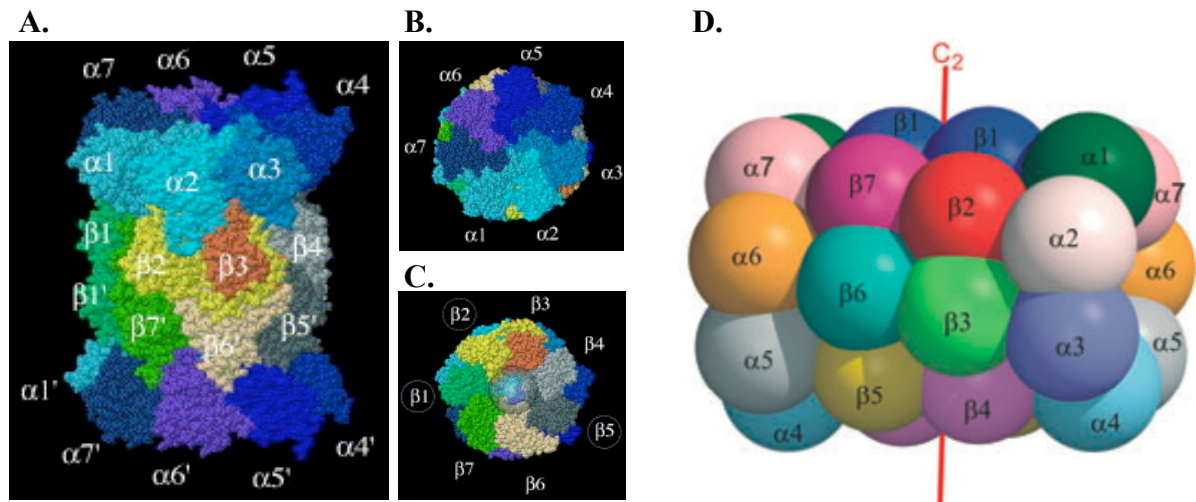 A.
α7
α6
α5
α4
α1
α2
α3
β1
β2
β3
β4
β1'
β7'
β6'
β5'
α1'
α7'
α6'
α5'
α4'
B.
α5
α6
α4
α7
α3
α1
α2
C.
β2
β3
β4
β1
β5
β7
β6
D.
C2
β1
β1
α7
β7
β2
α1
α7
α6
β6
α2
α6
β3
α5
α3
α5
β5
β4
α4
α4